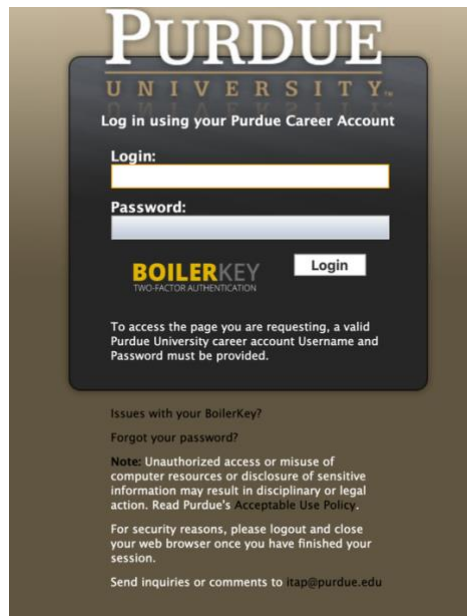 PURDUE
UNIVERSITY™
Log in using your Purdue Career Account
Login:
Password:
BOILERKEY
TWO-FACTOR AUTHENTICATION
Login
To access the page you are requesting, a valid
Purdue University career account Username and
Password must be provided.
Issues with your BoilerKey?
Forgot your password?
Note: Unauthorized access or misuse of
computer resources or disclosure of sensitive
information may result in disciplinary or legal
action. Read Purdue's Acceptable Use Policy.
For security reasons, please logout and close
your web browser once you have finished your
session.
Send inquiries or comments to itap@purdue.edu